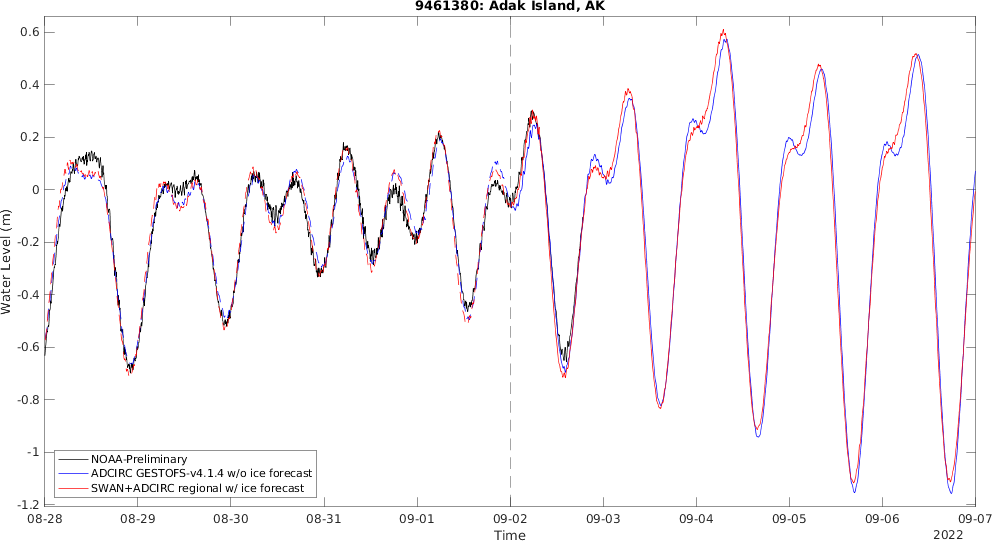 9461380: Adak Island, AK
0.6
0.4
0.2
0
-0.2
-0.4
-0.6
-0.8
-1
-1.2
Water Level (m)
NOAA-Preliminary
ADCIRC GESTOFS-v4.1.4 w/o ice forecast
SWAN+ADCIRC regional w/ ice forecast
08-28 08-29 08-30 08-31 09-01 09-02 09-03 09-04 09-05 09-06 09-07
Time
2022